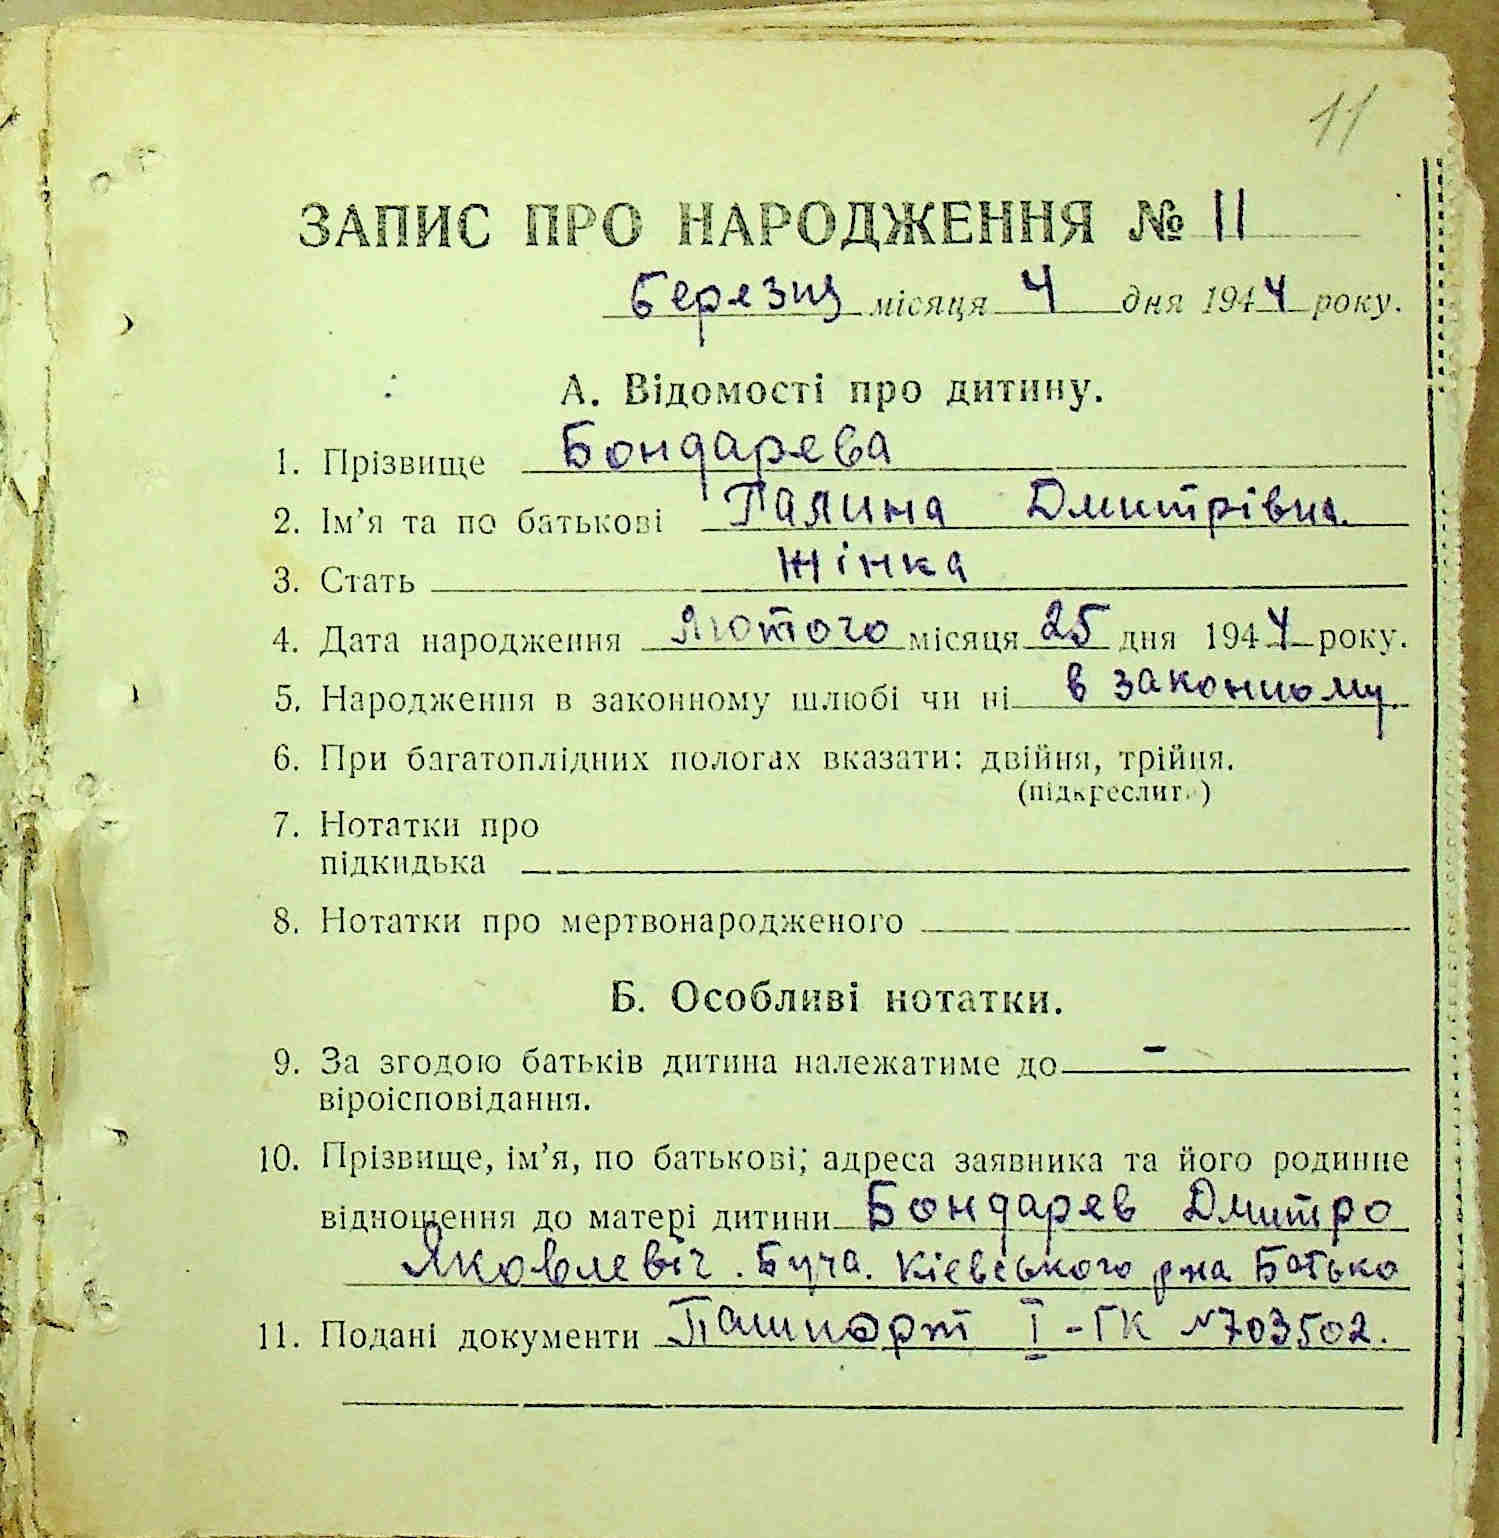 11
ЗАПИС ПРО НАРОДЖЕННЯ № 11
Березня місяця 4 дня 1944 року.
А. Відомості про дитину.
1. Прізвище Бондарева
2. Ім’я та по батькові Галина Дмитрівна.
3. Стать Жінка
4. Дата народження Лютого місяця 25 дня 1944 року.
5. Народження в законному шлюбі чи ні в законному
6. При багатоплідних пологах вказати: двійня, трійня.
(підкреслити)
7. Нотатки про
підкидька
8. Нотатки про мертвонародженого
Б. Особливі нотатки.
9. За згодою батьків дитина належатиме до -
віроісповідання.
10. Прізвище, ім’я, по батькові; адреса заявника та його родинне
відношення до матері дитини Бондарев Дмитро
Яковлевіч. Буча. Кієвського р-на Батько
11. Подані документи Пашпорт І-ГК №703502.